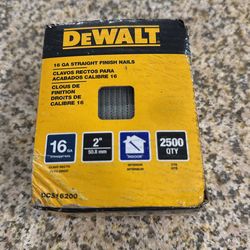 DEWALT
16 GA STRAIGHT FINISH NAILS
CLAVOS RECTOS PARA
ACABADOS CALIBRE 16
CLOUS DE
FINITION
DROITS DE
CALIBRE 16
16 GA
2"
50.8 mm
INDOOR
2500
QTY
DCS16200